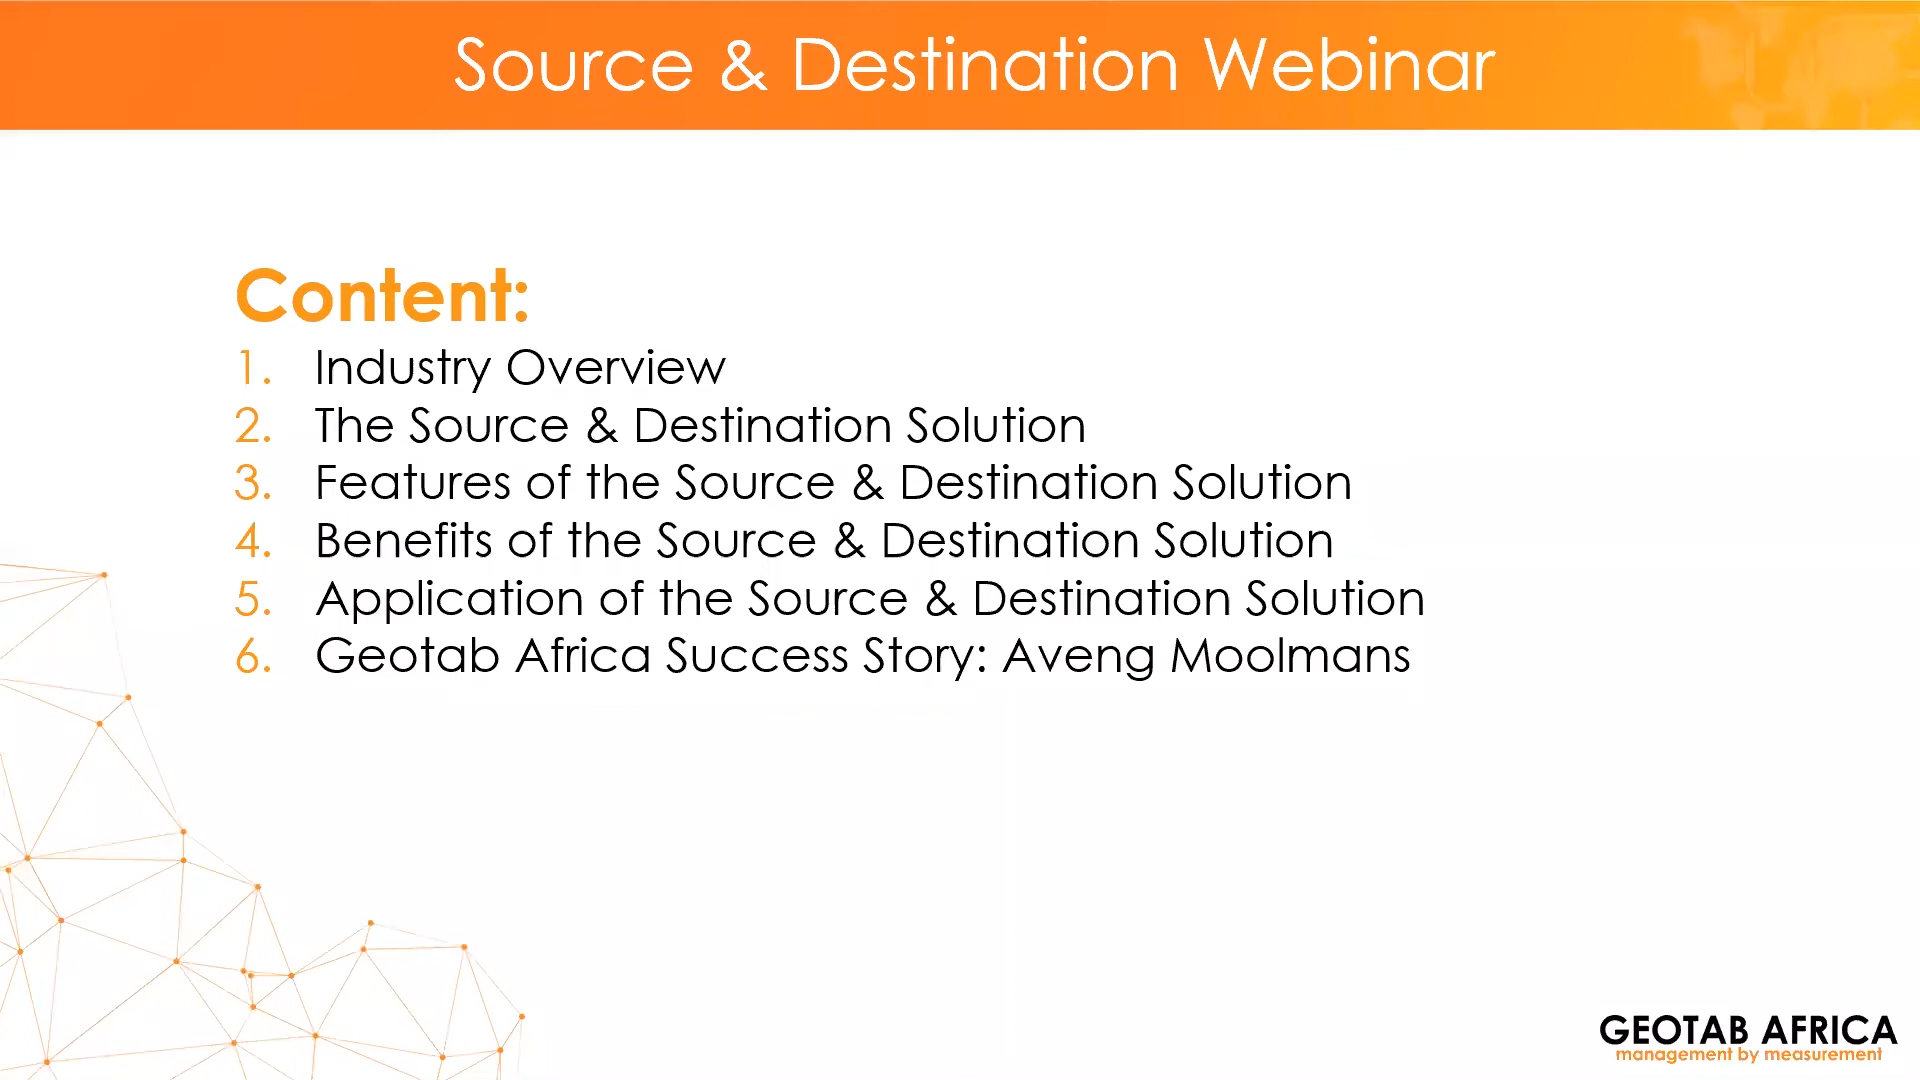 Source & Destination Webinar
Content:
1. Industry Overview
2. The Source & Destination Solution
3. Features of the Source & Destination Solution
4. Benefits of the Source & Destination Solution
5. Application of the Source & Destination Solution
6. Geotab Africa Success Story: Aveng Moolmans
GEOTAB AFRICA
management by measurement